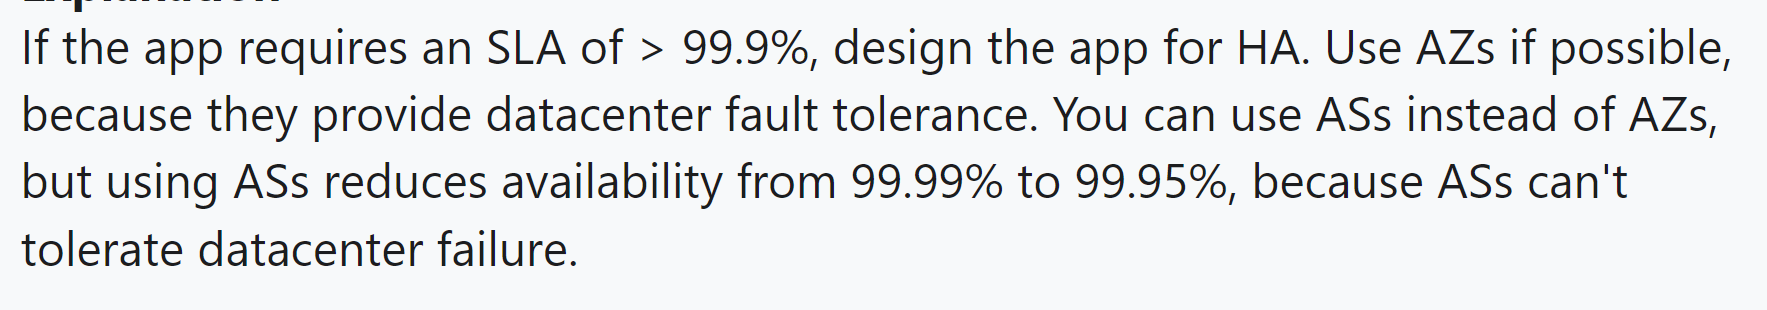 If the app requires an SLA of > 99.9%, design the app for HA. Use AZs if possible,
because they provide datacenter fault tolerance. You can use ASs instead of AZs,
but using ASs reduces availability from 99.99% to 99.95%, because ASs can't
tolerate datacenter failure.